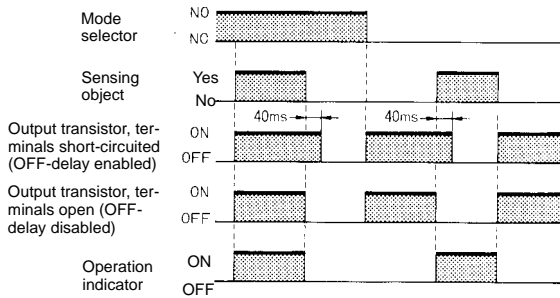 Mode
selector
NO
NC
Sensing
object
Yes
No
40ms
40ms
Output transistor, ter-
minals short-circuited
(OFF-delay enabled)
ON
OFF
Output transistor, ter-
minals open (OFF-
delay disabled)
ON
OFF
Operation
indicator
ON
OFF